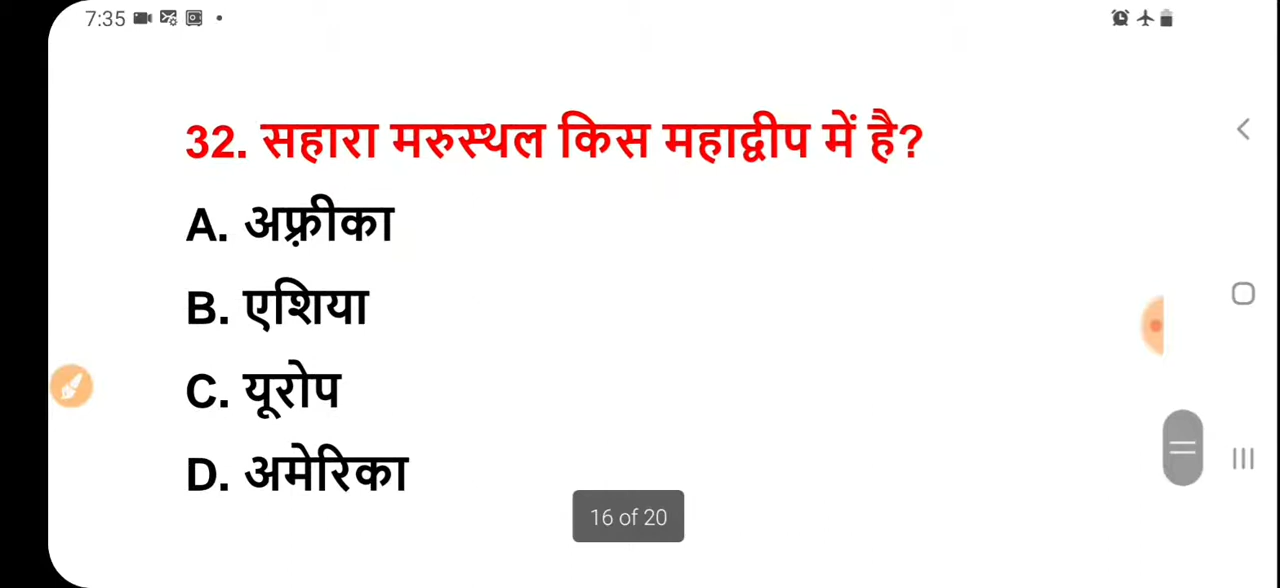 7:35
32. सहारा मरुस्थल किस महाद्वीप में है?
A. अफ़्रीका
B. एशिया
C. यूरोप
D. अमेरिका
16 of 20